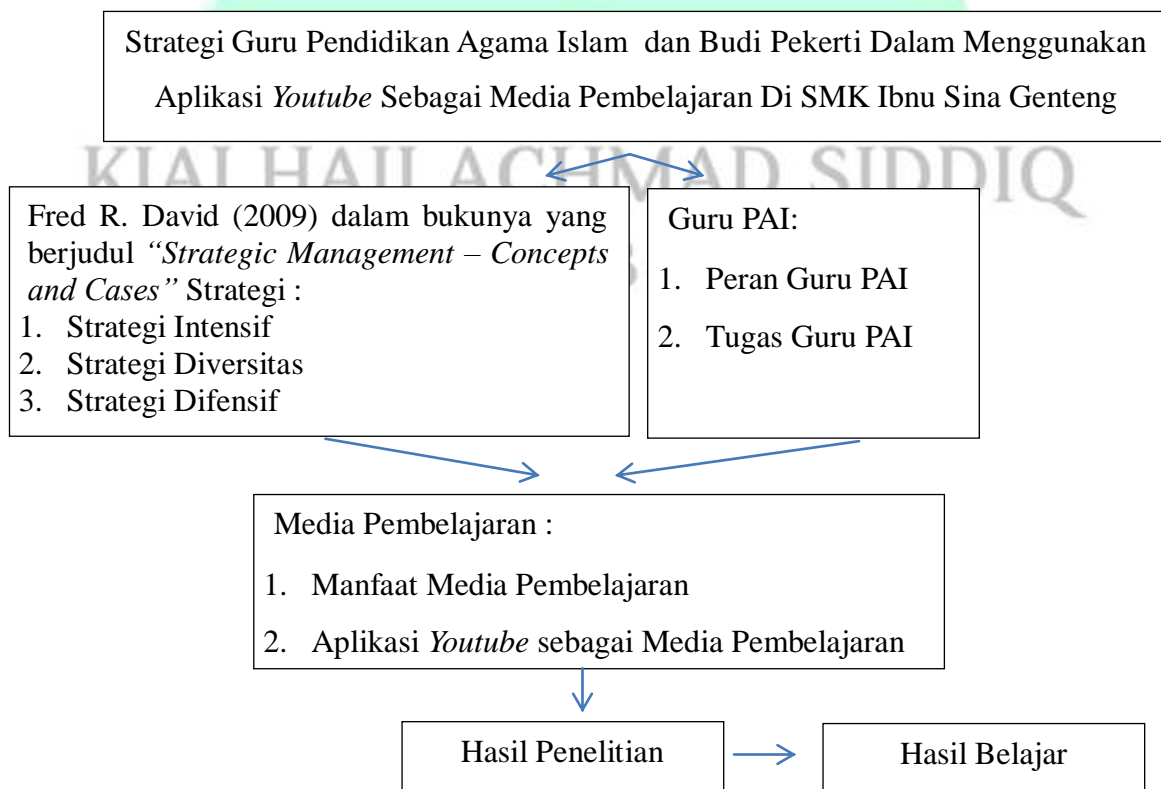 Strategi Guru Pendidikan Agama Islam dan Budi Pekerti Dalam Menggunakan
Aplikasi Youtube Sebagai Media Pembelajaran Di SMK Ibnu Sina Genteng
KIAI HAJI ACHMAD SIDDIQ
Fred R. David (2009) dalam bukunya yang
berjudul “Strategic Management – Concepts
and Cases” Strategi :
1. Strategi Intensif
2. Strategi Diversitas
3. Strategi Difensif
Guru PAI:
1. Peran Guru PAI
2. Tugas Guru PAI
Media Pembelajaran :
1. Manfaat Media Pembelajaran
2. Aplikasi Youtube sebagai Media Pembelajaran
Hasil Penelitian
Hasil Belajar